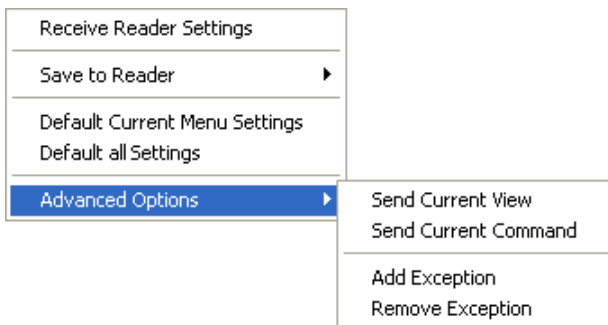 Receive Reader Settings
Save to Reader
Default Current Menu Settings
Default all Settings
Advanced Options
Send Current View
Send Current Command
Add Exception
Remove Exception